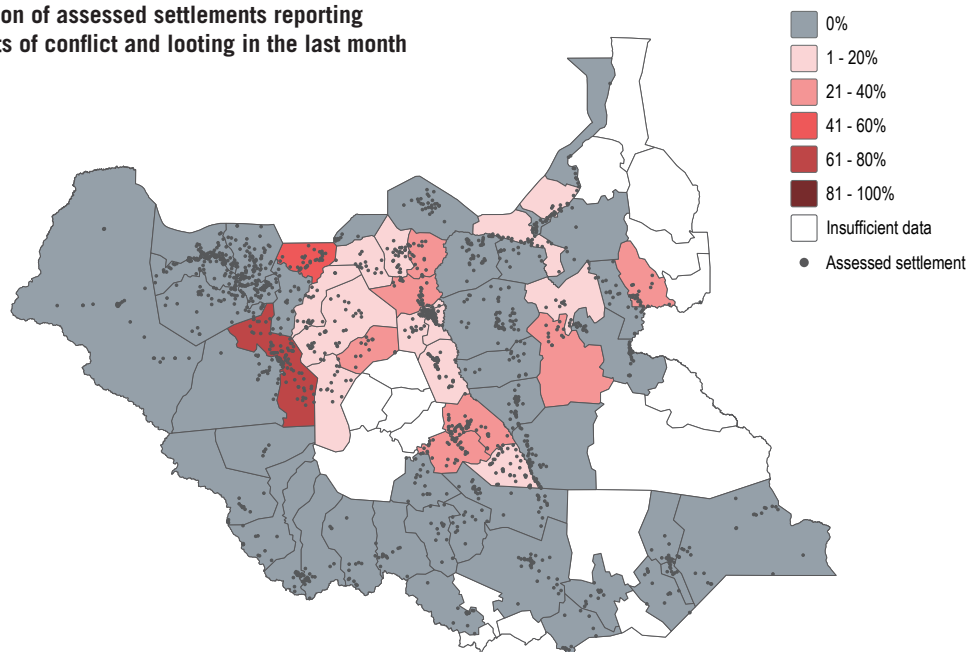 of assessed settlements reporting
of conflict and looting in the last month
0%
1 - 20%
21 - 40%
41 - 60%
61 - 80%
81 - 100%
Insufficient data
Assessed settlement